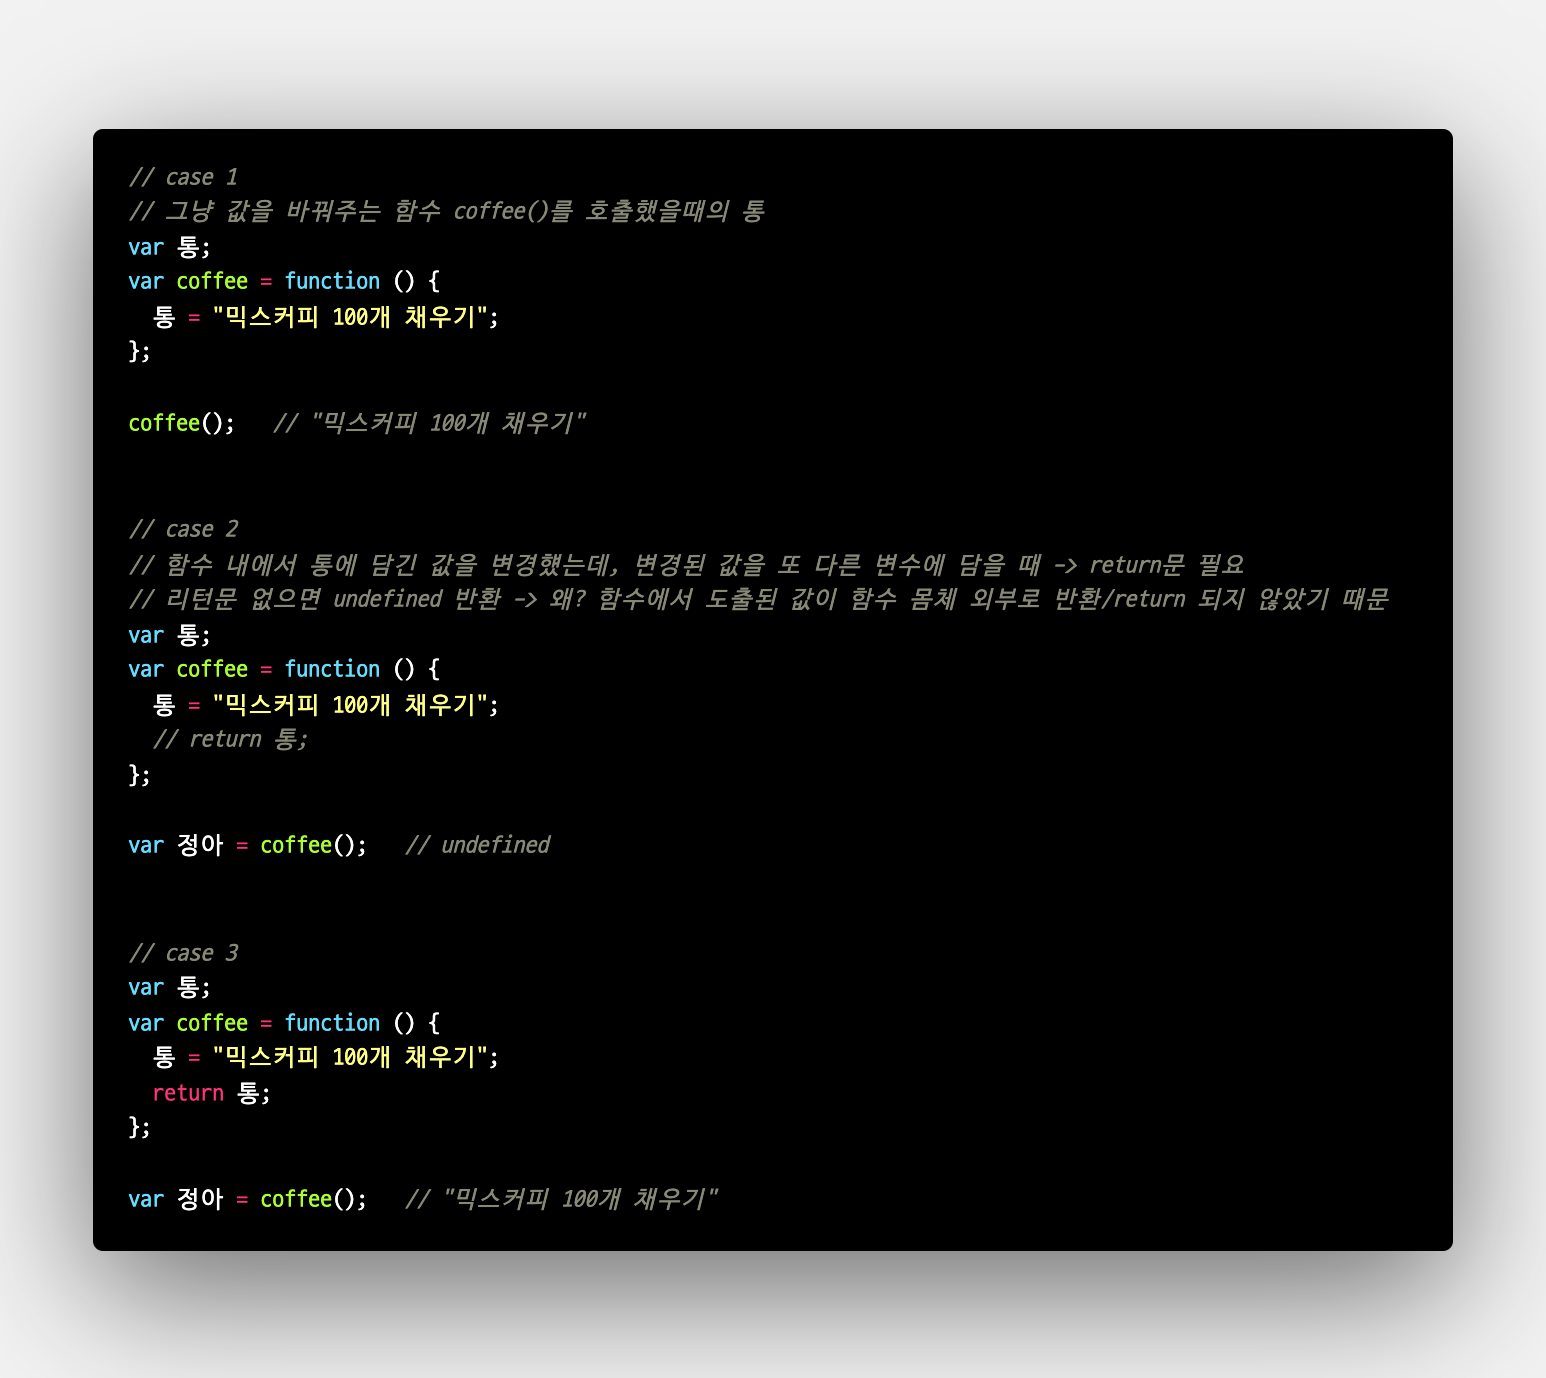 // case 1
// 그냥 값을 바꿔주는 함수 coffee()를 호출했을때의 통
var 통;
var coffee = function () {
  통 = "믹스커피 100개 채우기";
};
coffee();   // "믹스커피 100개 채우기"
// case 2
// 함수 내에서 통에 담긴 값을 변경했는데, 변경된 값을 또 다른 변수에 담을 때 -> return문 필요
// 리턴문 없으면 undefined 반환 -> 왜? 함수에서 도출된 값이 함수 몸체 외부로 반환/return 되지 않았기 때문
var 통;
var coffee = function () {
  통 = "믹스커피 100개 채우기";
  // return 통;
};
var 정아 = coffee();   // undefined
// case 3
var 통;
var coffee = function () {
  통 = "믹스커피 100개 채우기";
  return 통;
};
var 정아 = coffee();   // "믹스커피 100개 채우기"